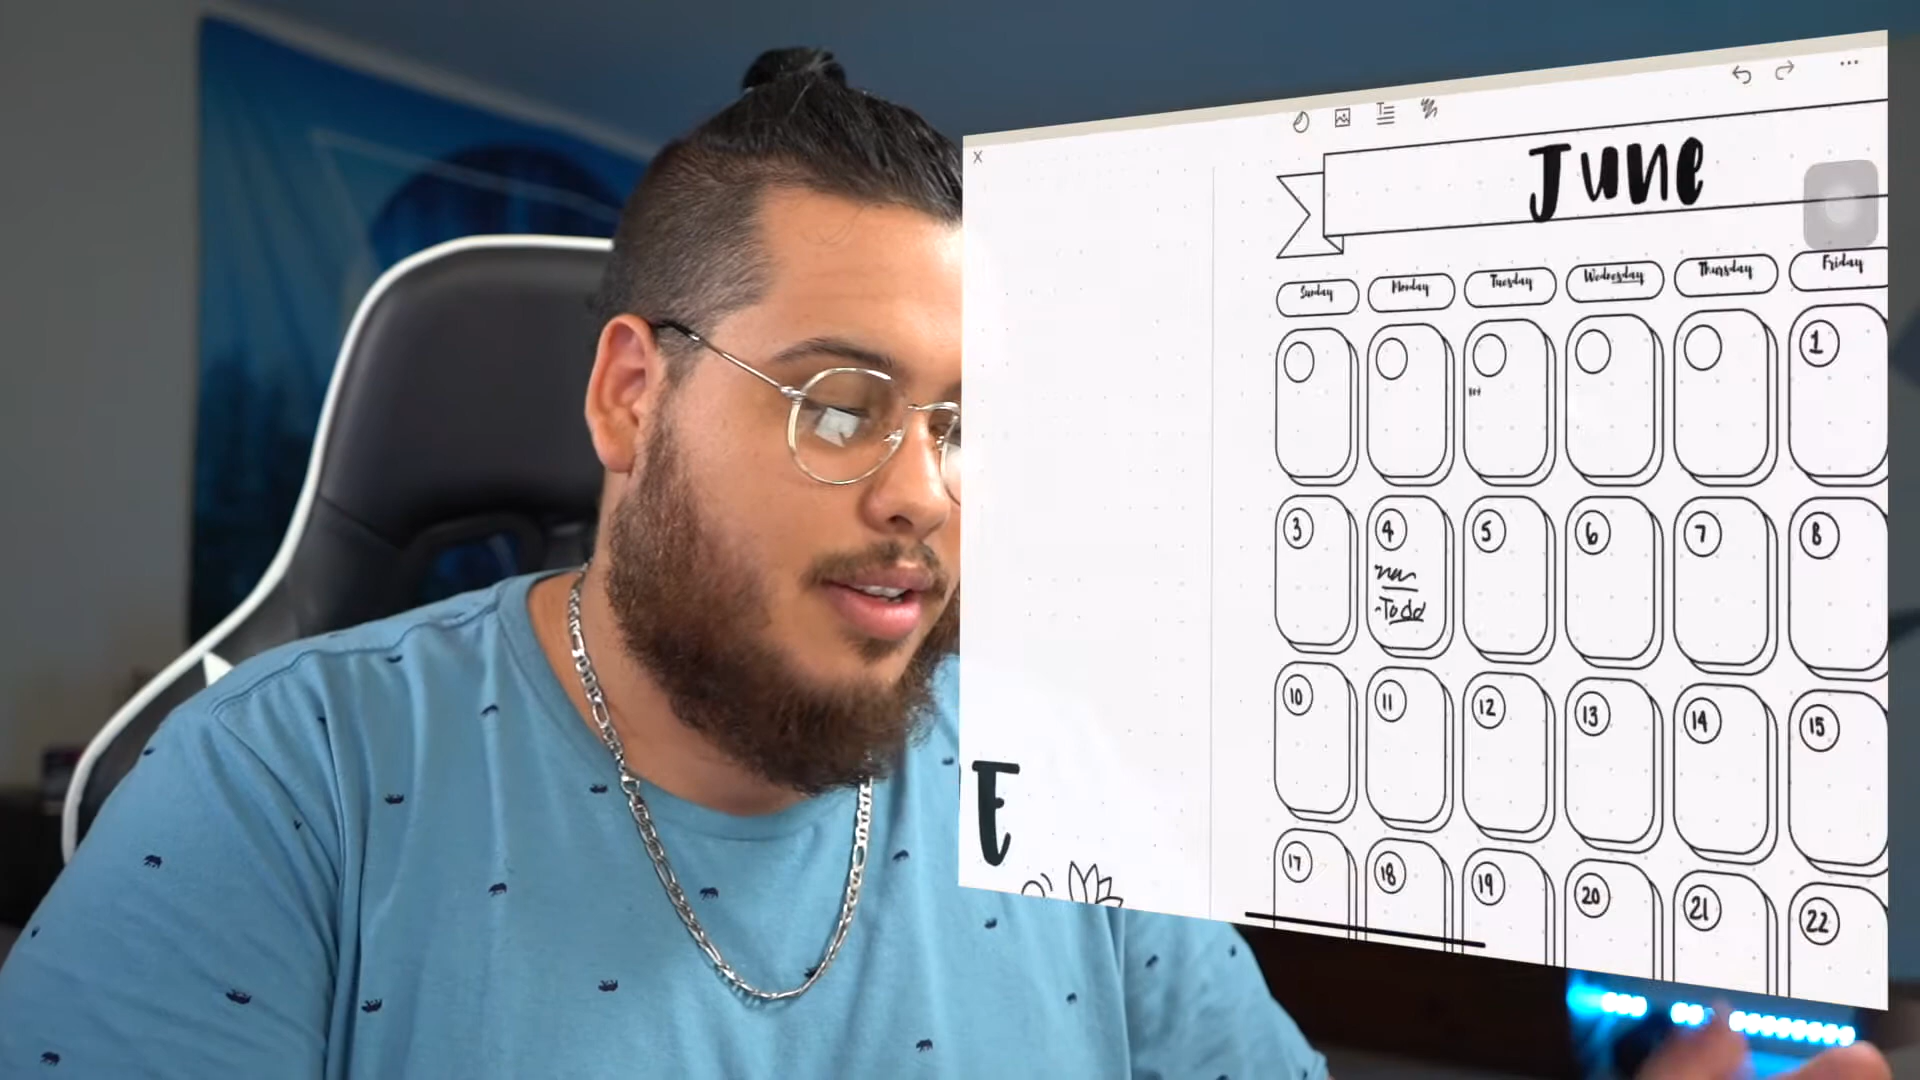 June
Sunday Monday Tuesday Wednesday Thursday Friday
1
3 4 5 6 7 8
-Todd
10 11 12 13 14 15
17 18 19 20 21 22
E